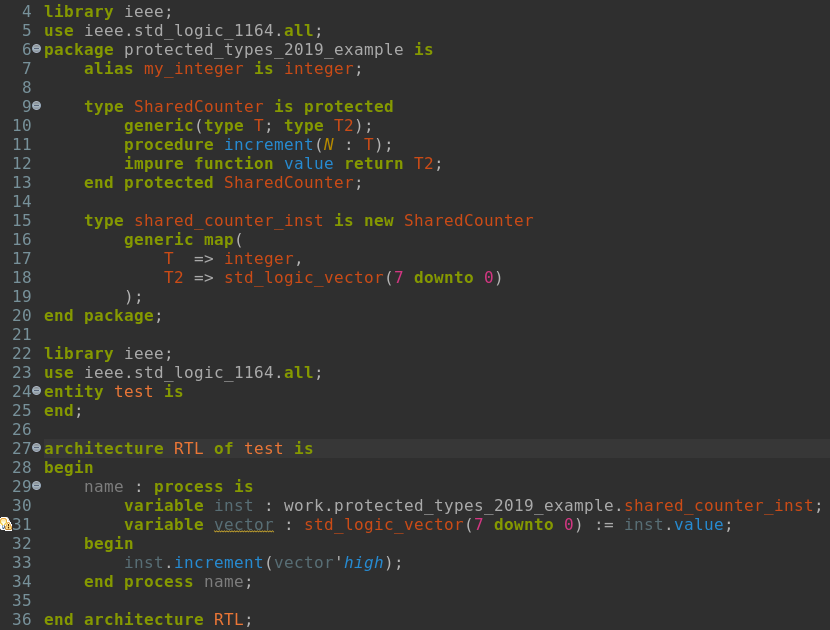 4 library ieee;
5 use ieee.std_logic_1164.all;
6 package protected_types_2019_example is
7     alias my_integer is integer;
8
9     type SharedCounter is protected
10         generic(type T; type T2);
11         procedure increment(N : T);
12         impure function value return T2;
13     end protected SharedCounter;
14
15     type shared_counter_inst is new SharedCounter
16         generic map(
17             T  => integer,
18             T2 => std_logic_vector(7 downto 0)
19         );
20 end package;
21
22 library ieee;
23 use ieee.std_logic_1164.all;
24 entity test is
25 end;
26
27 architecture RTL of test is
28 begin
29     name : process is
30         variable inst : work.protected_types_2019_example.shared_counter_inst;
31         variable vector : std_logic_vector(7 downto 0) := inst.value;
32     begin
33         inst.increment(vector'high);
34     end process name;
35
36 end architecture RTL;